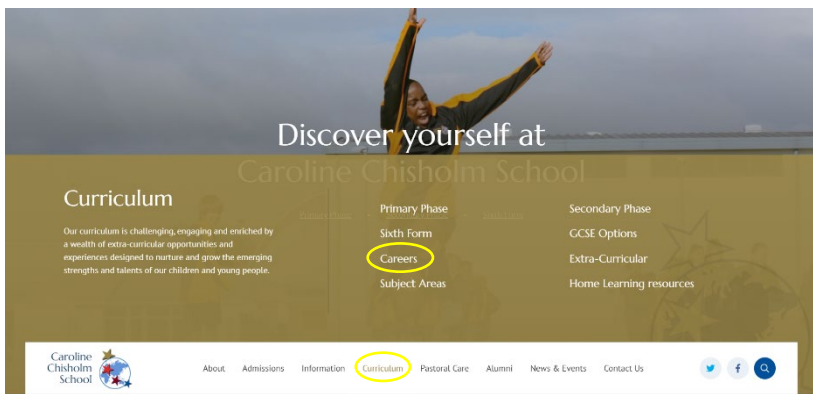 Discover yourself at
Caroline Chisholm School
Curriculum
Our curriculum is challenging, engaging and enriched by
a wealth of extra-curricular opportunities and
experiences designed to nurture and grow the emerging
strengths and talents of our children and young people.
Primary Phase
Sixth Form
Careers
Subject Areas
Secondary Phase
GCSE Options
Extra-Curricular
Home Learning resources
Caroline
Chisholm
School
About Admissions Information Curriculum Pastoral Care Alumni News & Events Contact Us